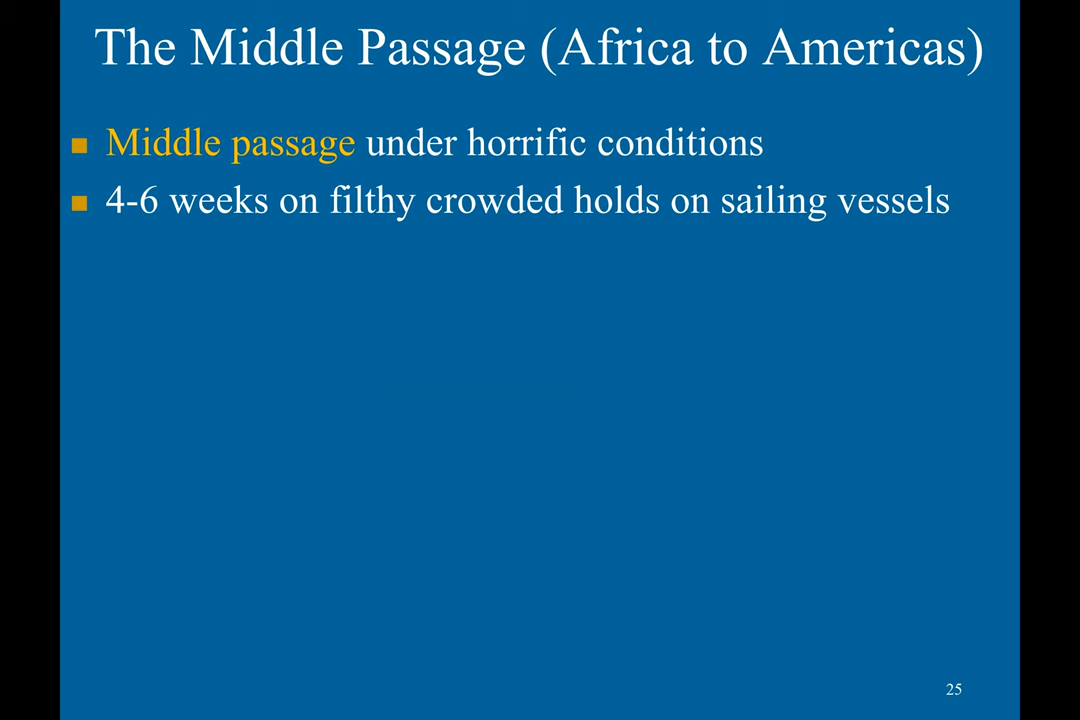 The Middle Passage (Africa to Americas)
Middle passage under horrific conditions
4-6 weeks on filthy crowded holds on sailing vessels
25